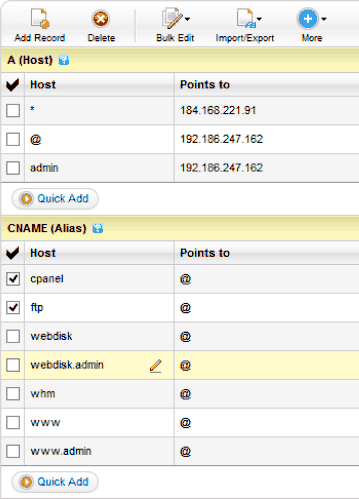 Add Record Delete Bulk Edit Import/Export More
A (Host) ?
Host Points to
* 184.168.221.91
@ 192.186.247.162
admin 192.186.247.162
Quick Add
CNAME (Alias) ?
Host Points to
cpanel @
ftp @
webdisk @
webdisk.admin @
whm @
www @
www.admin @
Quick Add